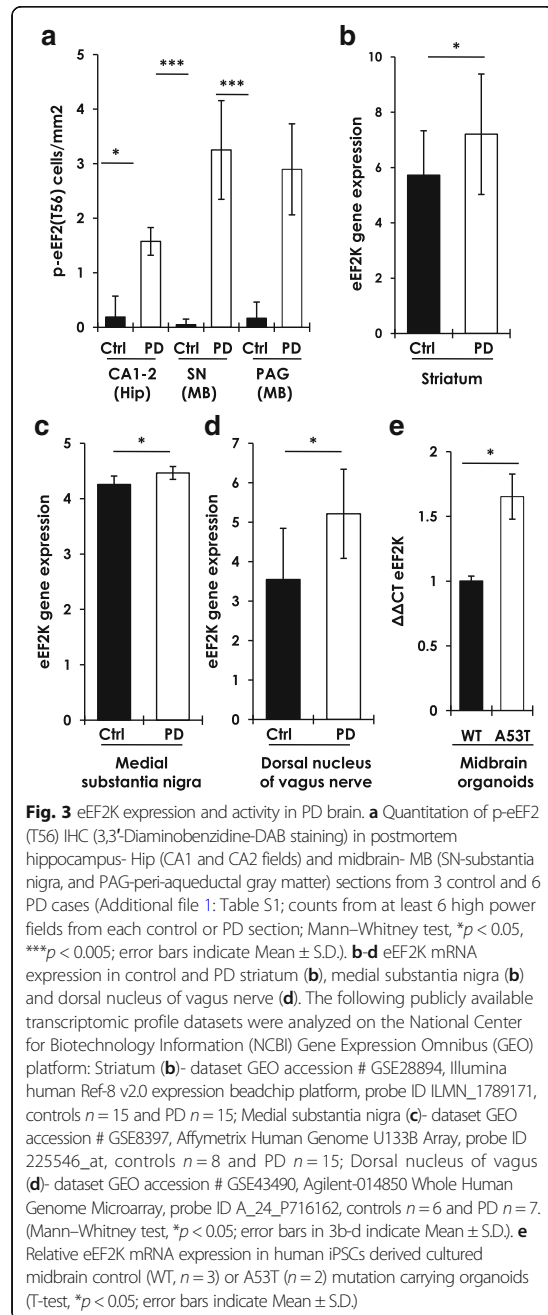 a
b
***
***
*
*
p-eEF2(T56) cells/mm2
5
4
3
2
1
0
Ctrl PD Ctrl PD Ctrl PD
CA1-2 SN PAG
(Hip) (MB) (MB)
eEF2K gene expression
10
8
6
4
2
0
Ctrl PD
Striatum
c
d
e
*
*
*
eEF2K gene expression
5
4
3
2
1
0
Ctrl PD
Medial
substantia nigra
eEF2K gene expression
7
6
5
4
3
2
1
0
Ctrl PD
Dorsal nucleus
of vagus nerve
ΔΔCT eEF2K
2
1.5
1
0.5
0
WT A53T
Midbrain
organoids
Fig. 3 eEF2K expression and activity in PD brain. a Quantitation of p-eEF2
(T56) IHC (3,3′-Diaminobenzidine-DAB staining) in postmortem
hippocampus- Hip (CA1 and CA2 fields) and midbrain- MB (SN-substantia
nigra, and PAG-peri-aqueductal gray matter) sections from 3 control and 6
PD cases (Additional file 1: Table S1; counts from at least 6 high power
fields from each control or PD section; Mann–Whitney test, *p < 0.05,
***p < 0.005; error bars indicate Mean ± S.D.). b-d eEF2K mRNA
expression in control and PD striatum (b), medial substantia nigra (b)
and dorsal nucleus of vagus nerve (d). The following publicly available
transcriptomic profile datasets were analyzed on the National Center
for Biotechnology Information (NCBI) Gene Expression Omnibus (GEO)
platform: Striatum (b)- dataset GEO accession # GSE28894, Illumina
human Ref-8 v2.0 expression beadchip platform, probe ID ILMN_1789171,
controls n = 15 and PD n = 15; Medial substantia nigra (c)- dataset GEO
accession # GSE8397, Affymetrix Human Genome U133B Array, probe ID
225546_at, controls n = 8 and PD n = 15; Dorsal nucleus of vagus
(d)- dataset GEO accession # GSE43490, Agilent-014850 Whole Human
Genome Microarray, probe ID A_24_P716162, controls n = 6 and PD n = 7.
(Mann–Whitney test, *p < 0.05; error bars in 3b-d indicate Mean ± S.D.). e
Relative eEF2K mRNA expression in human iPSCs derived cultured
midbrain control (WT, n = 3) or A53T (n = 2) mutation carrying organoids
(T-test, *p < 0.05; error bars indicate Mean ± S.D.)